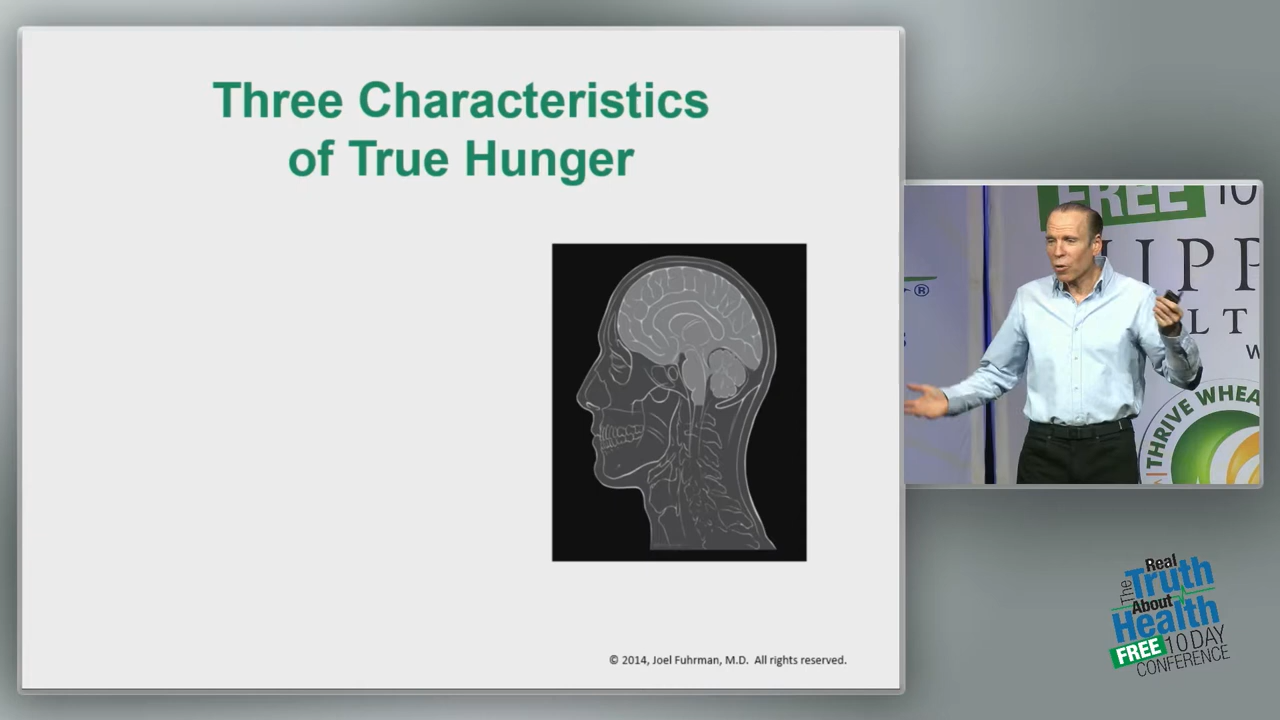 Three Characteristics
of True Hunger
© 2014, Joel Fuhrman, M.D. All rights reserved.
FREE 10
®
THRIVE WHEA
The
Real
Truth
About
Health
FREE 10 DAY
CONFERENCE